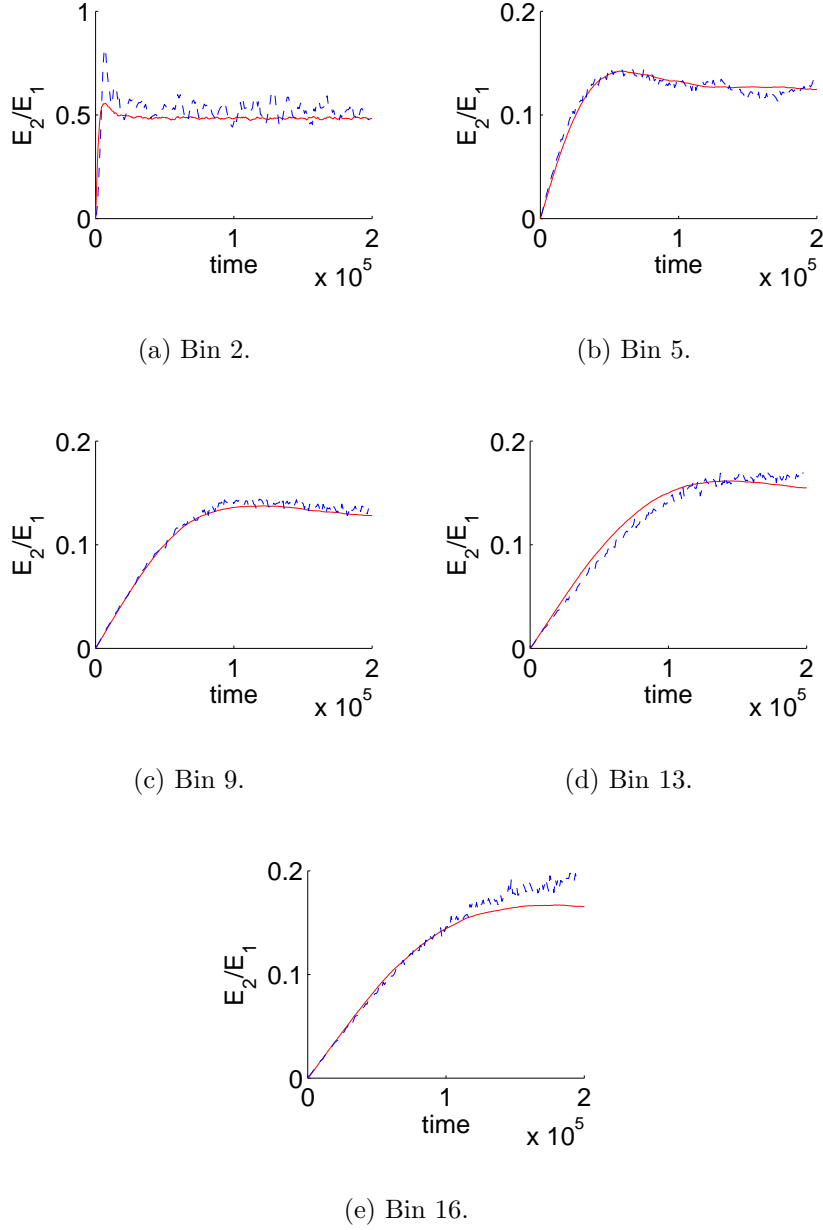 1
0.5
0
E2/E1
0 1 2
time
x 10^5
(a) Bin 2.
0.2
0.1
0
E2/E1
0 1 2
time
x 10^5
(b) Bin 5.
0.2
0.1
0
E2/E1
0 1 2
time
x 10^5
(c) Bin 9.
0.2
0.1
0
E2/E1
0 1 2
time
x 10^5
(d) Bin 13.
0.2
0.1
0
E2/E1
0 1 2
time
x 10^5
(e) Bin 16.